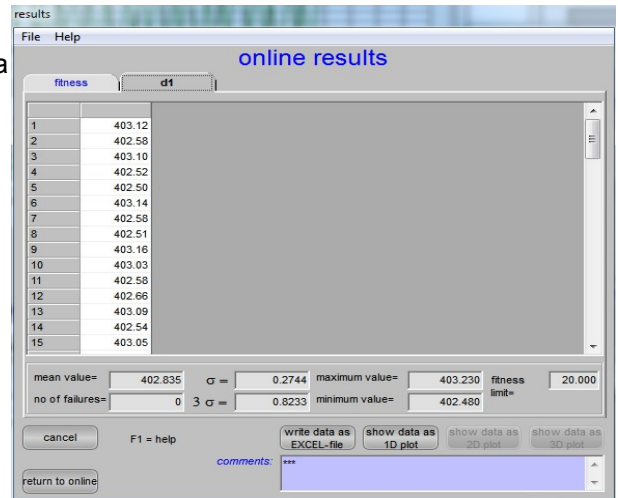 results
File Help
a
online results
fitness d1
1 403.12
2 402.58
3 403.10
4 402.52
5 402.50
6 403.14
7 402.58
8 402.51
9 403.16
10 403.03
11 402.58
12 402.66
13 403.09
14 402.54
15 403.05
mean value= 402.835 σ = 0.2744 maximum value= 403.230 fitness limit= 20.000
no of failures= 0 3 σ = 0.8233 minimum value= 402.480
cancel F1 = help write data as EXCEL-file show data as 1D plot show data as 2D plot show data as 3D plot
comments: ***
return to online